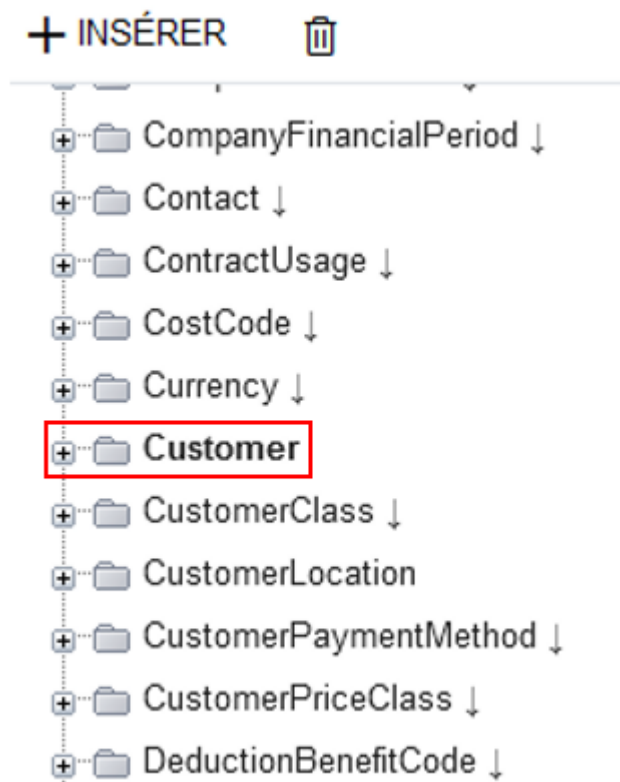 + INSÉRER
CompanyFinancialPeriod ↓
Contact ↓
ContractUsage ↓
CostCode ↓
Currency ↓
Customer
CustomerClass ↓
CustomerLocation
CustomerPaymentMethod ↓
CustomerPriceClass ↓
DeductionBenefitCode ↓